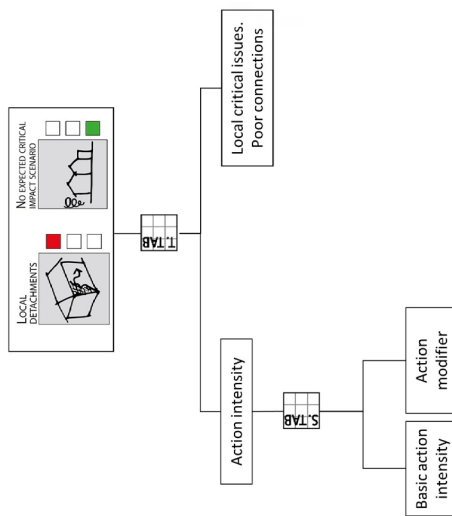 LOCAL
DETACHMENTS
NO EXPECTED CRITICAL
IMPACT SCENARIO
T. TAB
Action intensity
Local critical issues.
Poor connections
S. TAB
Basic action
intensity
Action
modifier